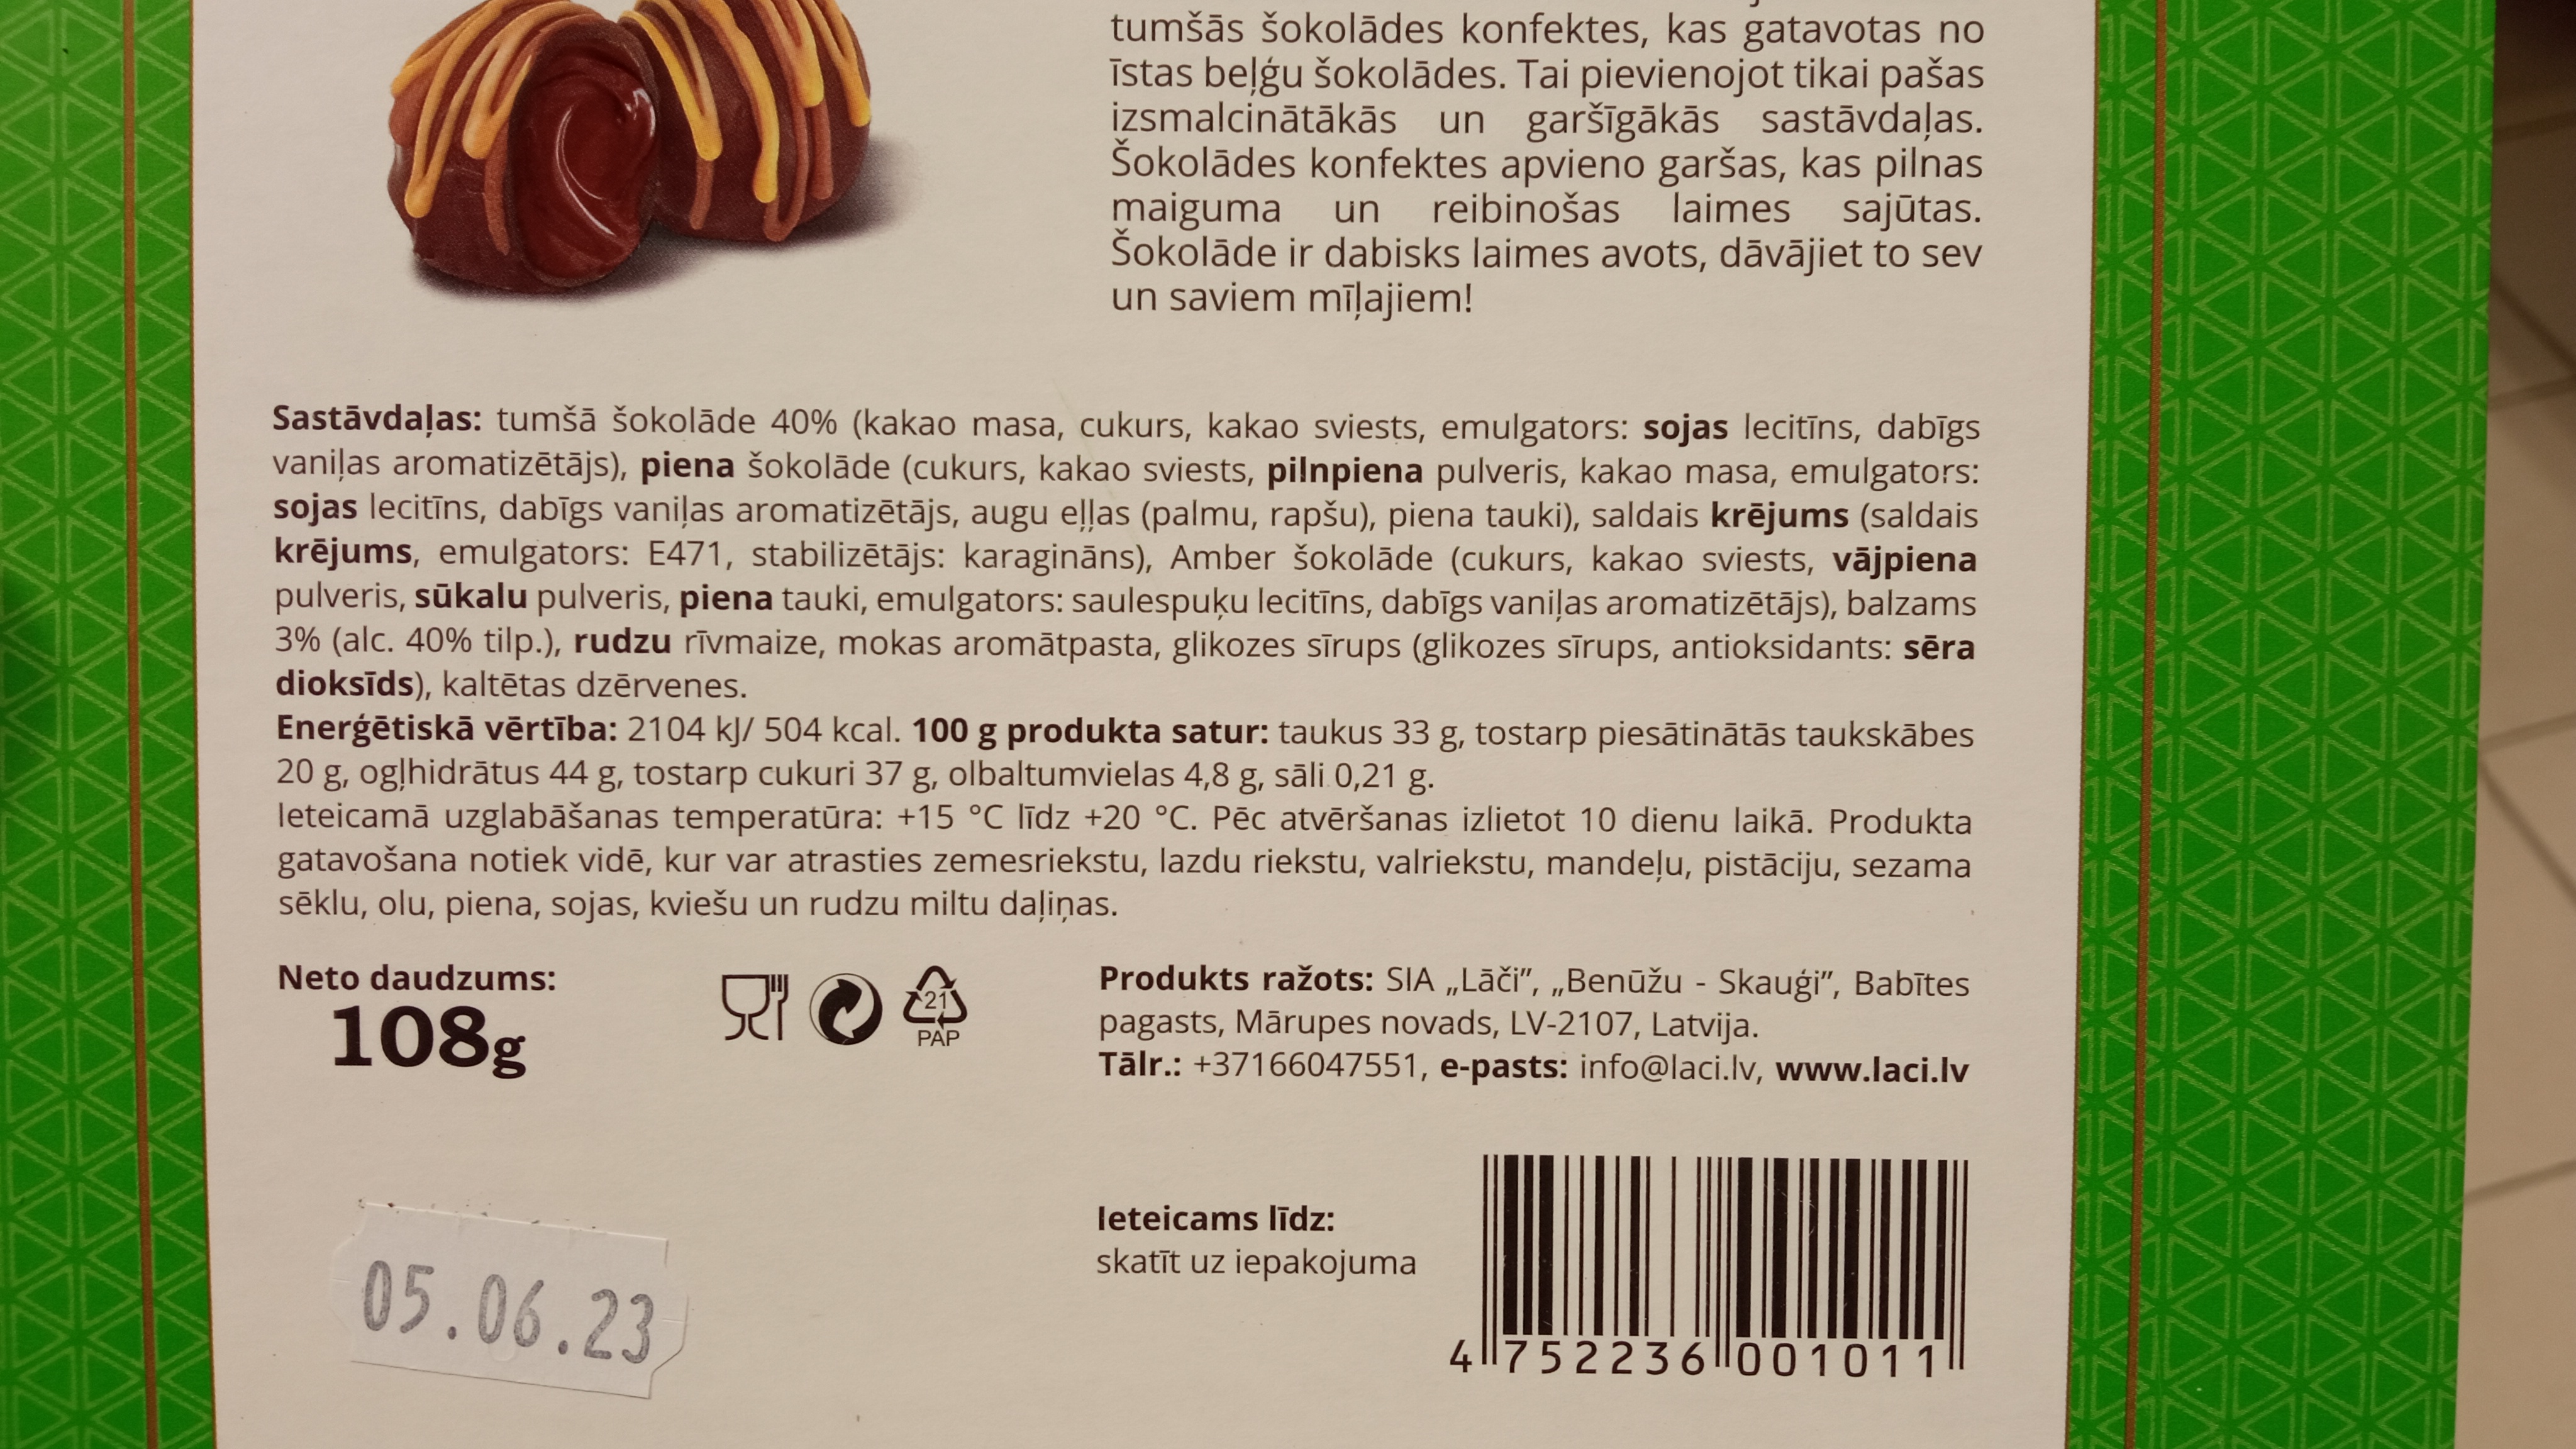 tumšās šokolādes konfektes, kas gatavotas no
īstas beļģu šokolādes. Tai pievienojot tikai pašas
izsmalcinātākās un garšīgākās sastāvdaļas.
Šokolādes konfektes apvieno garšas, kas pilnas
maiguma un reibinošas laimes sajūtas.
Šokolāde ir dabisks laimes avots, dāvājiet to sev
un saviem mīļajiem!
Sastāvdaļas: tumšā šokolāde 40% (kakao masa, cukurs, kakao sviests, emulgators: sojas lecitīns, dabīgs
vaniļas aromatizētājs), piena šokolāde (cukurs, kakao sviests, pilnpiena pulveris, kakao masa, emulgators:
sojas lecitīns, dabīgs vaniļas aromatizētājs, augu eļļas (palmu, rapšu), piena tauki), saldais krējums (saldais
krējums, emulgators: E471, stabilizētājs: karagināns), Amber šokolāde (cukurs, kakao sviests, vājpiena
pulveris, sūkalu pulveris, piena tauki, emulgators: saulespuķu lecitīns, dabīgs vaniļas aromatizētājs), balzams
3% (alc. 40% tilp.), rudzu rīvmaize, mokas aromātpasta, glikozes sīrups (glikozes sīrups, antioksidants: sēra
dioksīds), kaltētas dzērvenes.
Enerģētiskā vērtība: 2104 kJ/ 504 kcal. 100 g produkta satur: taukus 33 g, tostarp piesātinātās taukskābes
20 g, ogļhidrātus 44 g, tostarp cukuri 37 g, olbaltumvielas 4,8 g, sāli 0,21 g.
Ieteicamā uzglabāšanas temperatūra: +15 °C līdz +20 °C. Pēc atvēršanas izlietot 10 dienu laikā. Produkta
gatavošana notiek vidē, kur var atrasties zemesriekstu, lazdu riekstu, valriekstu, mandeļu, pistāciju, sezama
sēklu, olu, piena, sojas, kviešu un rudzu miltu daļiņas.
Neto daudzums:
108g
21
PAP
Produkts ražots: SIA „Lāči”, „Benūžu - Skauģi”, Babītes
pagasts, Mārupes novads, LV-2107, Latvija.
Tālr.: +37166047551, e-pasts: info@laci.lv, www.laci.lv
Ieteicams līdz:
skatīt uz iepakojuma
05.06.23
4 752236 001011